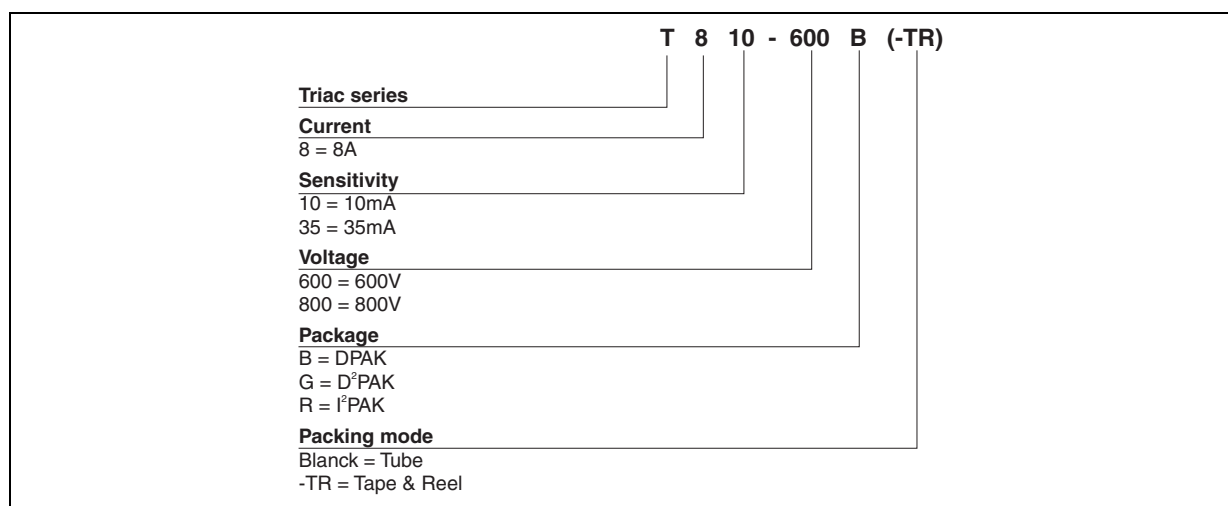 T 8 10 - 600 B (-TR)
Triac series
Current
8 = 8A
Sensitivity
10 = 10mA
35 = 35mA
Voltage
600 = 600V
800 = 800V
Package
B = DPAK
G = D²PAK
R = I²PAK
Packing mode
Blanck = Tube
-TR = Tape & Reel